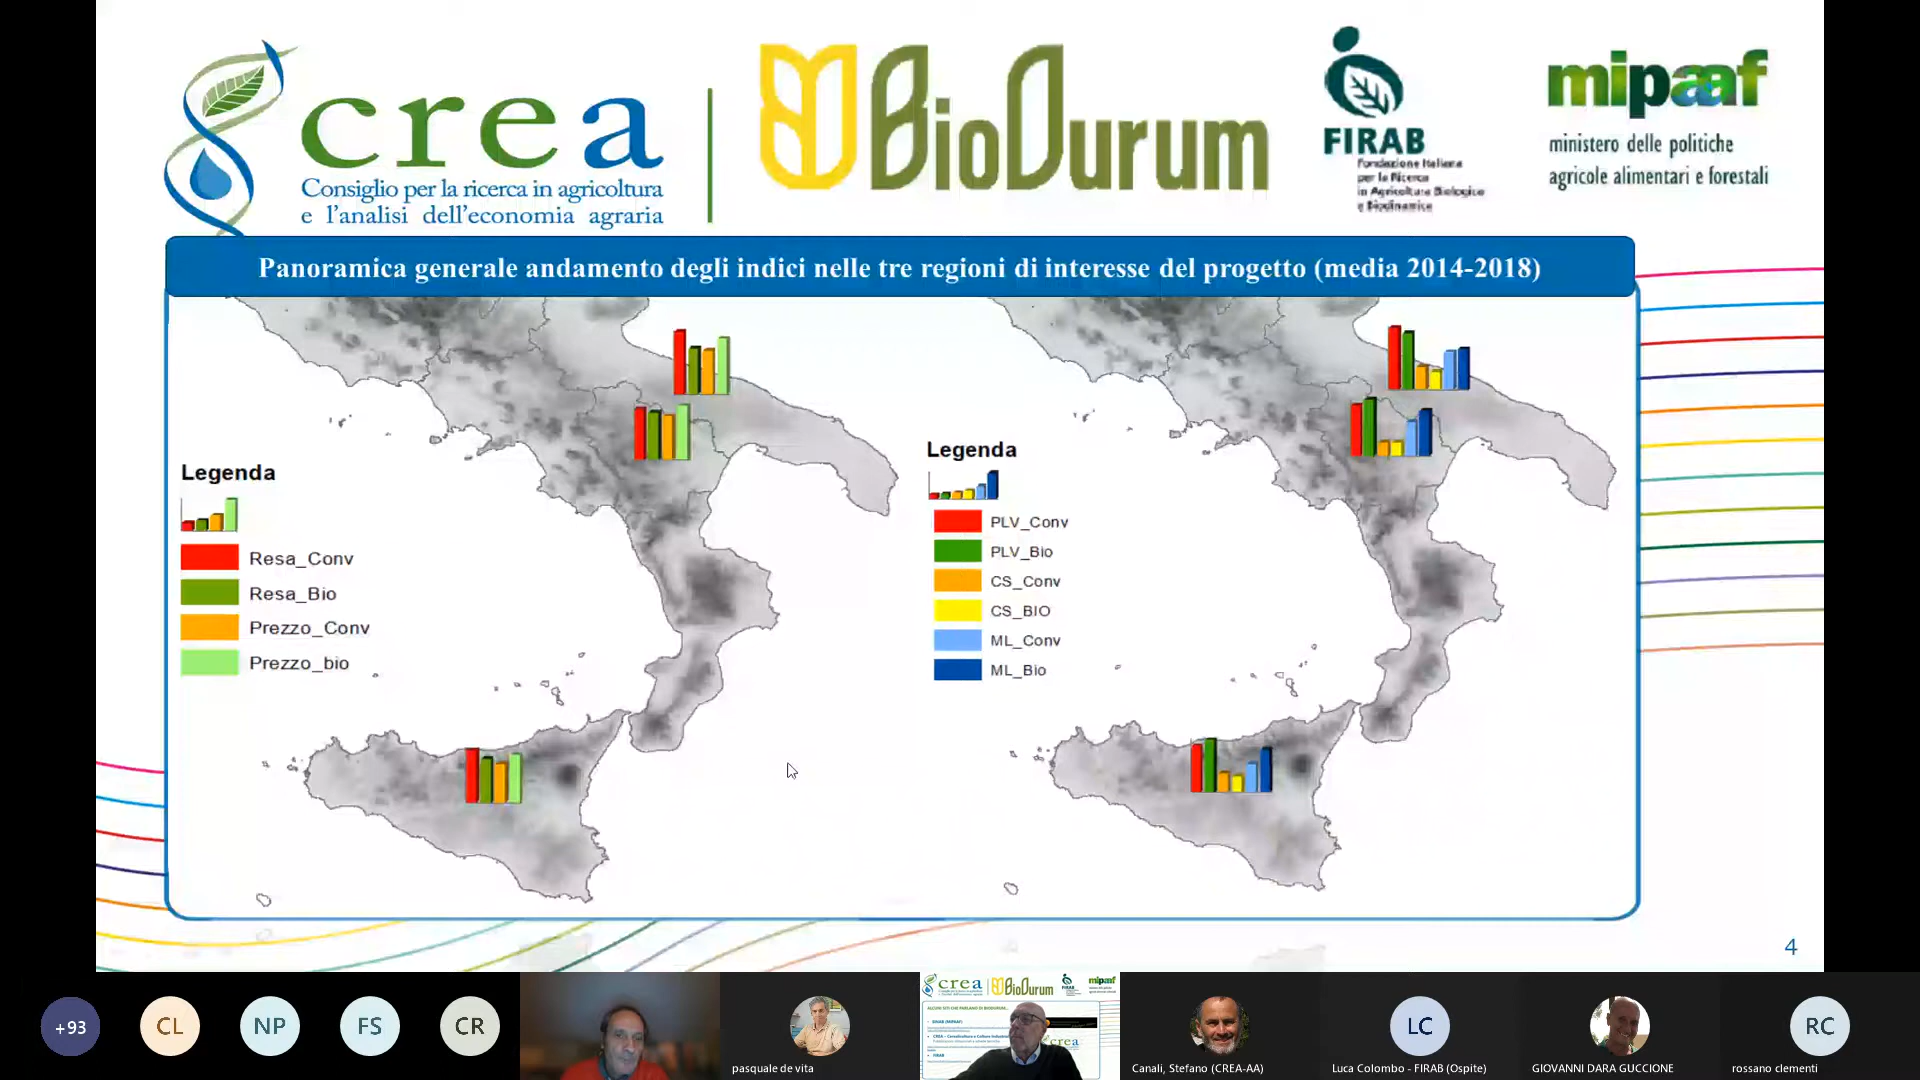 crea
Consiglio per la ricerca in agricoltura
e l'analisi dell'economia agraria
BioDurum
FIRAB
Fondazione Italiana
per la Ricerca
in Agricoltura Biologica
e Biodinamica
mipaaf
ministero delle politiche
agricole alimentari e forestali
Panoramica generale andamento degli indici nelle tre regioni di interesse del progetto (media 2014-2018)
Legenda
Resa_Conv
Resa_Bio
Prezzo_Conv
Prezzo_bio
Legenda
PLV_Conv
PLV_Bio
CS_Conv
CS_BIO
ML_Conv
ML_Bio
4
+93
CL
NP
FS
CR
pasquale de vita
crea
BioDurum
mipaaf
crea
Canali, Stefano (CREA-AA)
LC
Luca Colombo - FIRAB (Ospite)
GIOVANNI DARA GUCCIONE
RC
rossano clementi